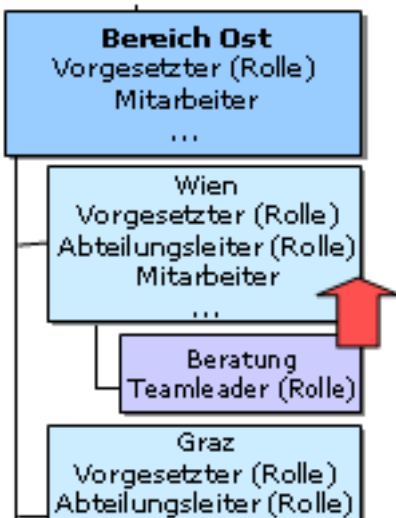 Bereich Ost
Vorgesetzter (Rolle)
Mitarbeiter
...
Wien
Vorgesetzter (Rolle)
Abteilungsleiter (Rolle)
Mitarbeiter
...
Beratung
Teamleader (Rolle)
Graz
Vorgesetzter (Rolle)
Abteilungsleiter (Rolle)